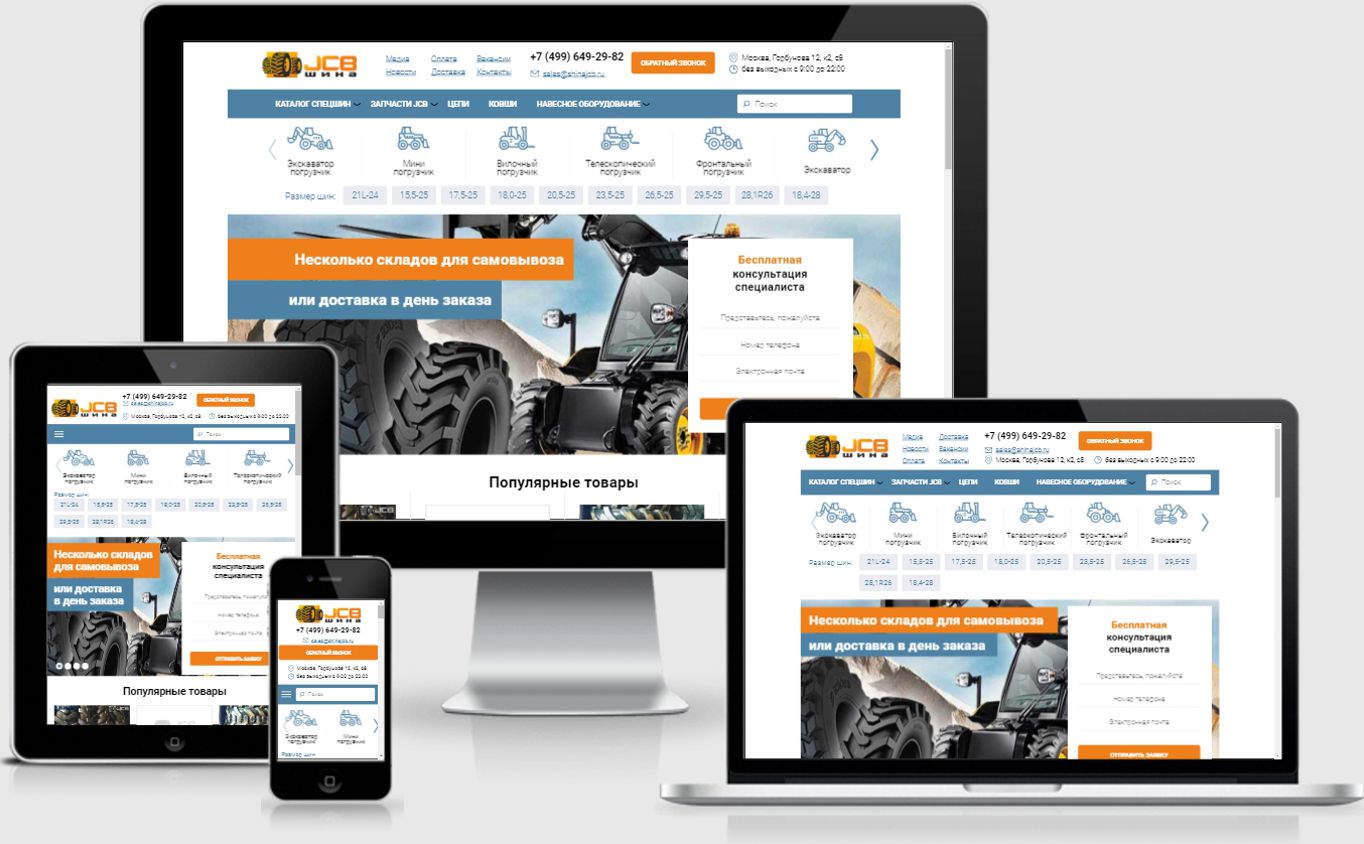 JCB
шина
Медиа Оплата Вакансии
Новости Доставка Контакты
+7 (499) 649-29-82
sales@shinajcb.ru
ОБРАТНЫЙ ЗВОНОК
Москва, Горбунова 12, к2, с8
без выходных с 9:00 до 22:00
КАТАЛОГ СПЕЦШИН ЗАПЧАСТИ JCB ЦЕПИ КОВШИ НАВЕСНОЕ ОБОРУДОВАНИЕ Поиск
Экскаватор
погрузчик
Мини
погрузчик
Вилочный
погрузчик
Телескопический
погрузчик
Фронтальный
погрузчик
Экскаватор
Размер шин: 21L-24 15,5-25 17,5-25 18,0-25 20,5-25 23,5-25 26,5-25 29,5-25 28,1R26 18,4-28
Несколько складов для самовывоза
или доставка в день заказа
Бесплатная
консультация
специалиста
Представьтесь, пожалуйста
Номер телефона
Электронная почта
Популярные товары
JCB
шина
+7 (499) 649-29-82
sales@shinajcb.ru
ОБРАТНЫЙ ЗВОНОК
Москва, Горбунова 12, к2, с8 без выходных с 9:00 до 22:00
Поиск
Экскаватор
погрузчик
Мини
погрузчик
Вилочный
погрузчик
Телескопический
погрузчик
Размер шин:
21L-24 15,5-25 17,5-25 18,0-25 20,5-25 23,5-25 26,5-25
29,5-25 28,1R26 18,4-28
Несколько складов
для самовывоза
или доставка
в день заказа
Бесплатная
консультация
специалиста
Представьтесь, пожалуй
Номер телефона
Электронная почта
ОТПРАВИТЬ ЗАЯВКУ
Популярные товары
JCB
шина
+7 (499) 649-29-82
sales@shinajcb.ru
ОБРАТНЫЙ ЗВОНОК
Москва, Горбунова 12, к2, с8
без выходных с 9:00 до 22:00
Поиск
Экскаватор
погрузчик
Мини
погрузчик
Размер шин:
JCB
шина
Медиа Доставка
Новости Вакансии
Оплата Контакты
+7 (499) 649-29-82
sales@shinajcb.ru
ОБРАТНЫЙ ЗВОНОК
Москва, Горбунова 12, к2, с8 без выходных с 9:00 до 22:00
КАТАЛОГ СПЕЦШИН ЗАПЧАСТИ JCB ЦЕПИ КОВШИ НАВЕСНОЕ ОБОРУДОВАНИЕ Поиск
Экскаватор
погрузчик
Мини
погрузчик
Вилочный
погрузчик
Телескопический
погрузчик
Фронтальный
погрузчик
Экскаватор
Размер шин: 21L-24 15,5-25 17,5-25 18,0-25 20,5-25 23,5-25 26,5-25 29,5-25
28,1R26 18,4-28
Несколько складов для самовывоза
или доставка в день заказа
Бесплатная
консультация
специалиста
Представьтесь, пожалуйста
Номер телефона
Электронная почта
ОТПРАВИТЬ ЗАЯВКУ